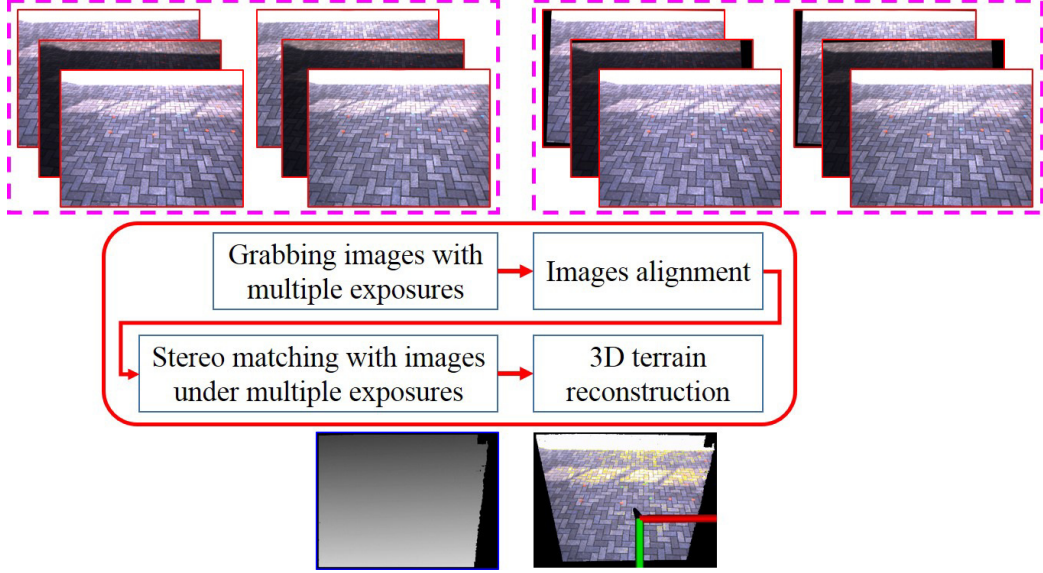 Grabbing images with
multiple exposures
Images alignment
Stereo matching with images
under multiple exposures
3D terrain
reconstruction